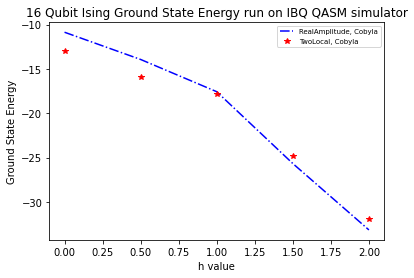 16 Qubit Ising Ground State Energy run on IBQ QASM simulator
RealAmplitude, Cobyla
TwoLocal, Cobyla
Ground State Energy
−10
−15
−20
−25
−30
0.00 0.25 0.50 0.75 1.00 1.25 1.50 1.75 2.00
h value